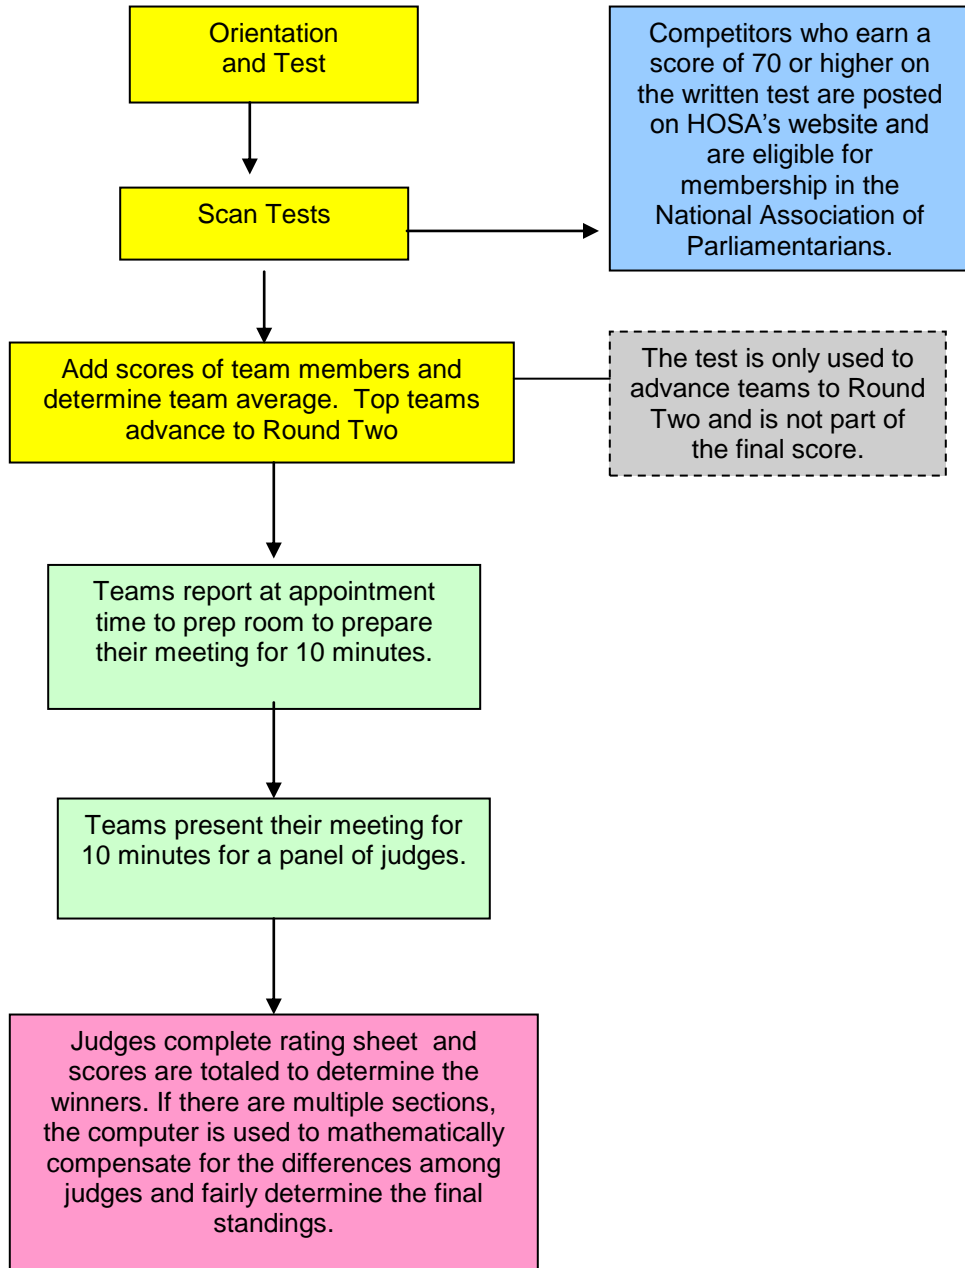 Orientation
and Test
Competitors who earn a
score of 70 or higher on
the written test are posted
on HOSA’s website and
are eligible for
membership in the
National Association of
Parliamentarians.
Scan Tests
Add scores of team members and
determine team average.  Top teams
advance to Round Two
The test is only used to
advance teams to Round
Two and is not part of
the final score.
Teams report at appointment
time to prep room to prepare
their meeting for 10 minutes.
Teams present their meeting for
10 minutes for a panel of judges.
Judges complete rating sheet  and
scores are totaled to determine the
winners. If there are multiple sections,
the computer is used to mathematically
compensate for the differences among
judges and fairly determine the final
standings.